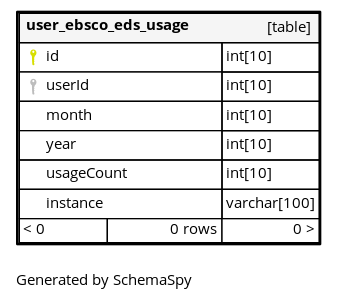 user_ebsco_eds_usage [table]
id int[10]
userId int[10]
month int[10]
year int[10]
usageCount int[10]
instance varchar[100]
< 0 0 rows 0 >
Generated by SchemaSpy